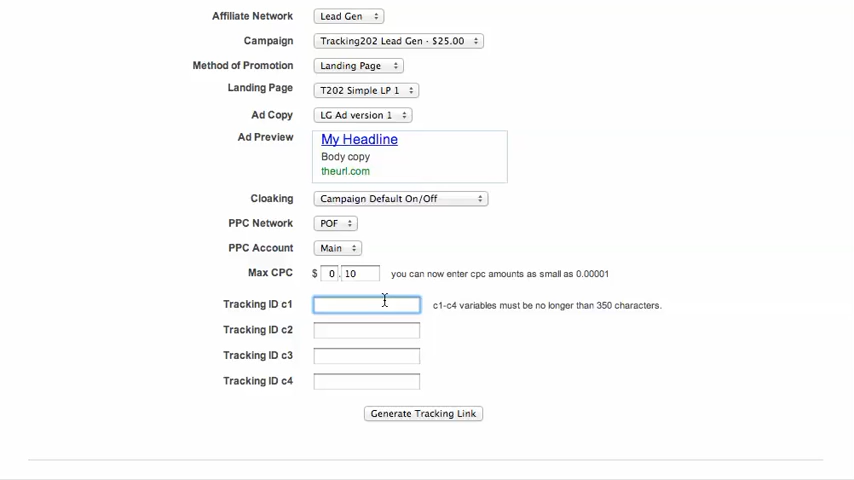 Affiliate Network Lead Gen
Campaign Tracking202 Lead Gen - $25.00
Method of Promotion Landing Page
Landing Page T202 Simple LP 1
Ad Copy LG Ad version 1
Ad Preview My Headline
Body copy
theurl.com
Cloaking Campaign Default On/Off
PPC Network POF
PPC Account Main
Max CPC $ 0 . 10 you can now enter cpc amounts as small as 0.00001
Tracking ID c1 c1-c4 variables must be no longer than 350 characters.
Tracking ID c2
Tracking ID c3
Tracking ID c4
Generate Tracking Link